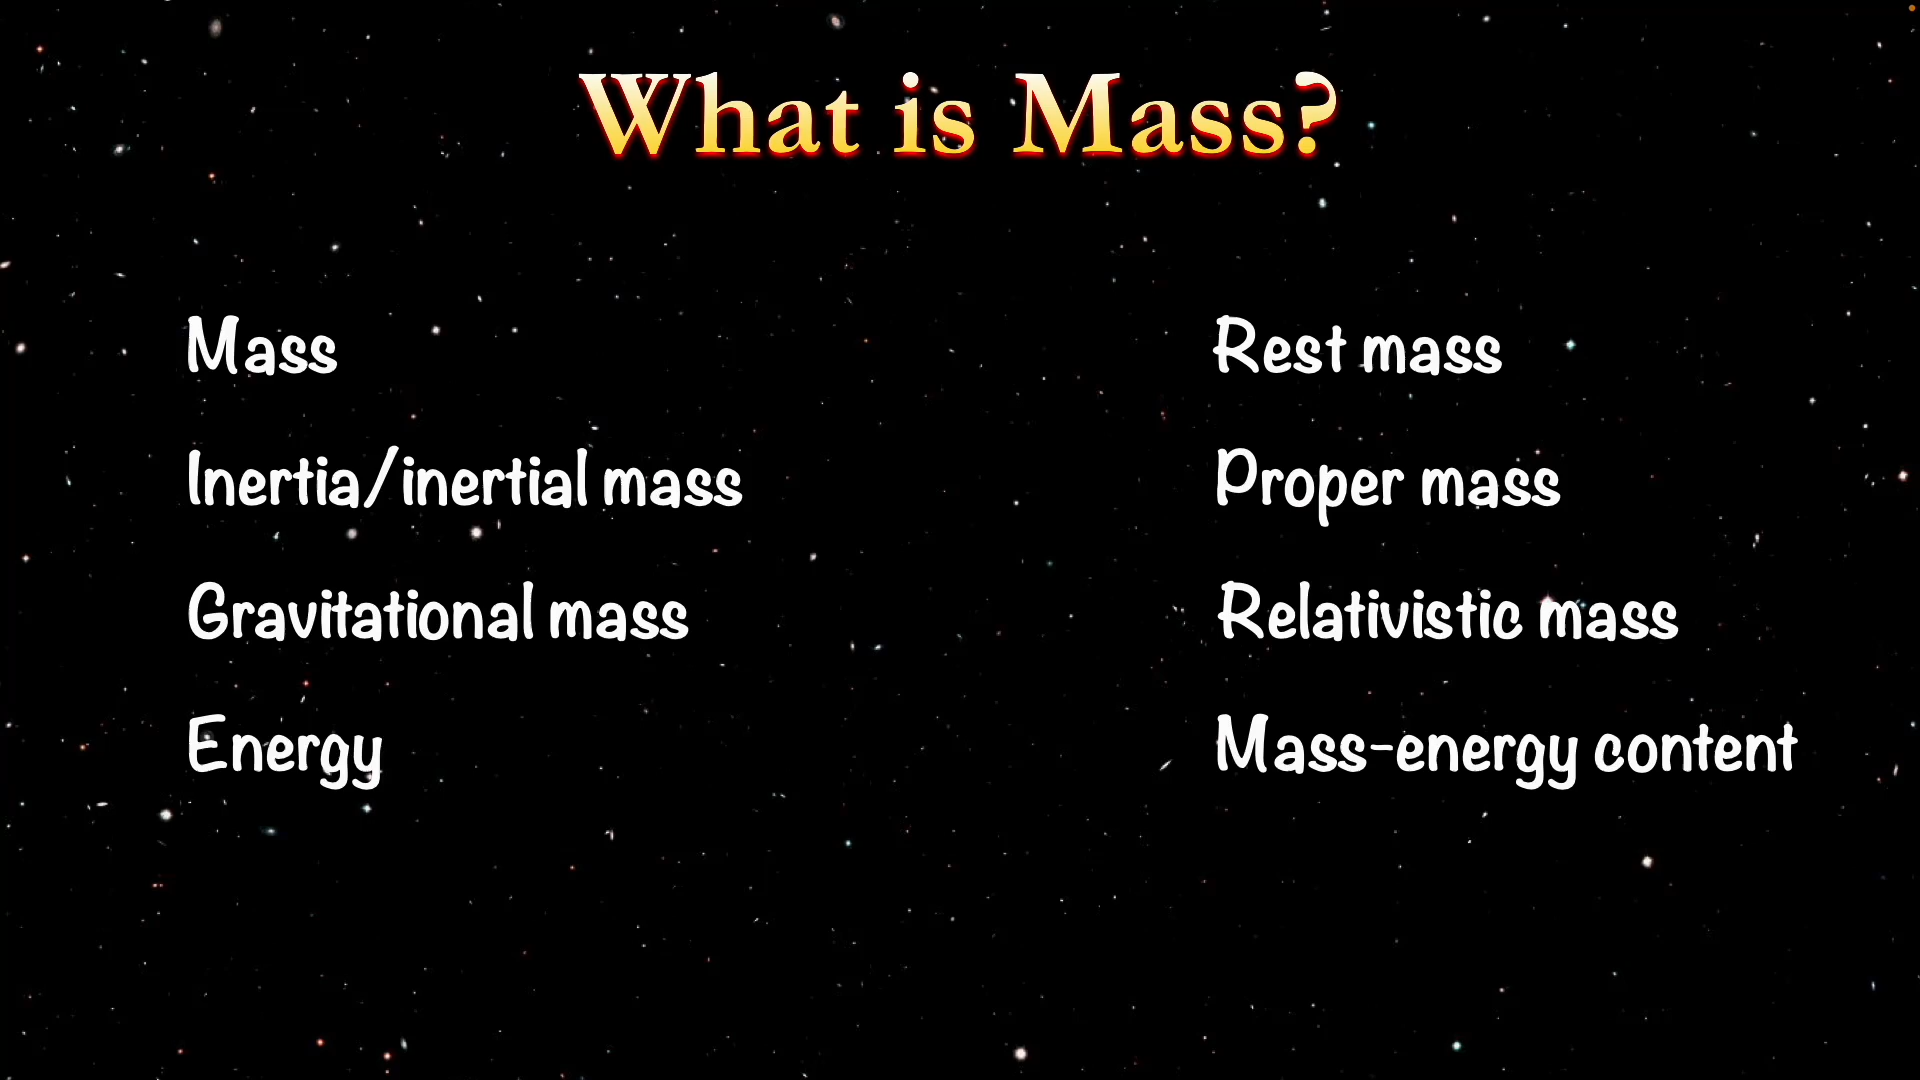 What is Mass?
Mass
Inertia/inertial mass
Gravitational mass
Energy
Rest mass
Proper mass
Relativistic mass
Mass-energy content